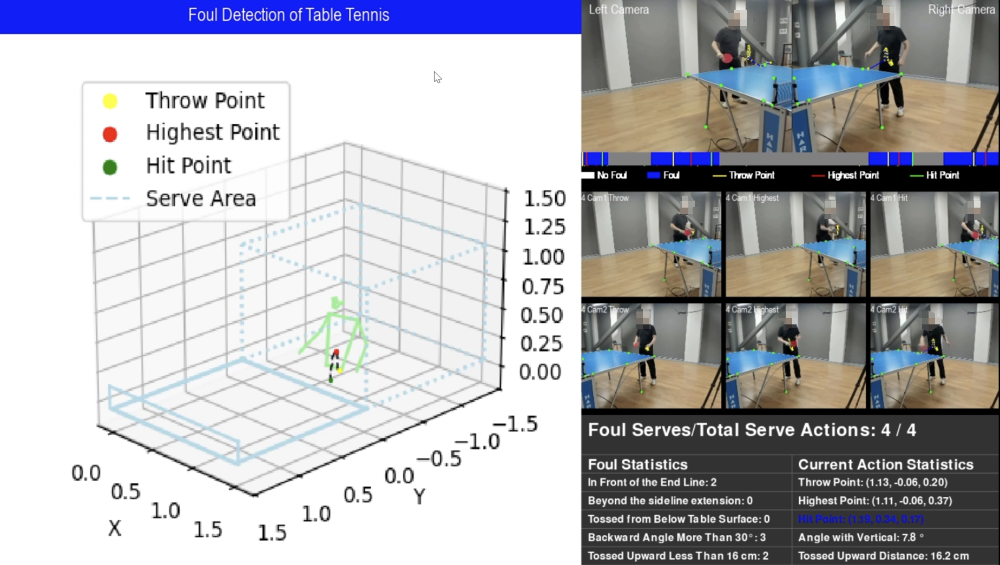 Foul Detection of Table Tennis
Throw Point
Highest Point
Hit Point
Serve Area
1.50
1.25
1.00
0.75
0.50
0.25
0.00
−1.5
−1.0
−0.5
0.0
0.5
1.0
1.5
Y
0.0
0.5
1.0
1.5
X
Left Camera
Right Camera
HAR
HAR
No Foul
Foul
Throw Point
Highest Point
Hit Point
4 Cam1 Throw
4 Cam1 Highest
4 Cam1 Hit
HAR
HAR
HAR
4 Cam2 Throw
4 Cam2 Highest
4 Cam2 Hit
HAR
HAR
HAR
Foul Serves/Total Serve Actions: 4 / 4
Foul Statistics
In Front of the End Line: 2
Beyond the sideline extension: 0
Tossed from Below Table Surface: 0
Backward Angle More Than 30°: 3
Tossed Upward Less Than 16 cm: 2
Current Action Statistics
Throw Point: (1.13, -0.06, 0.20)
Highest Point: (1.11, -0.06, 0.37)
Hit Point: (1.19, 0.34, 0.17)
Angle with Vertical: 7.8 °
Tossed Upward Distance: 16.2 cm